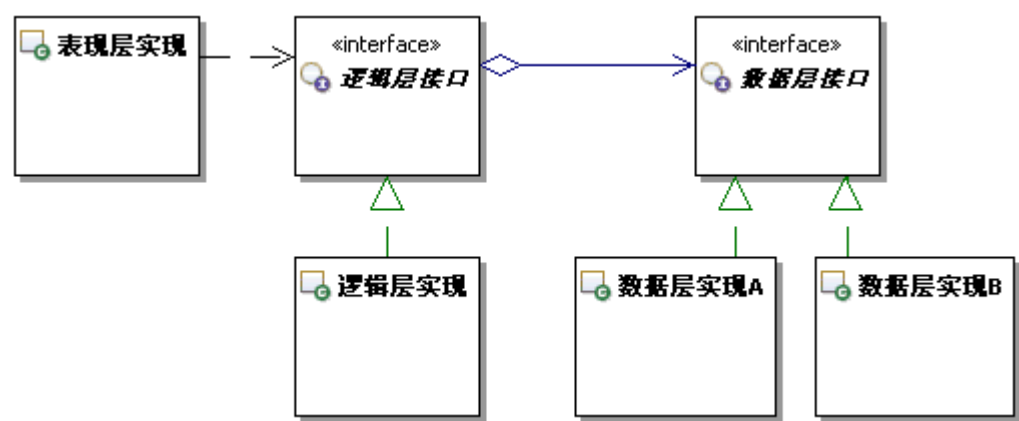 表现层实现
«interface»
逻辑层接口
«interface»
数据层接口
逻辑层实现
数据层实现A
数据层实现B